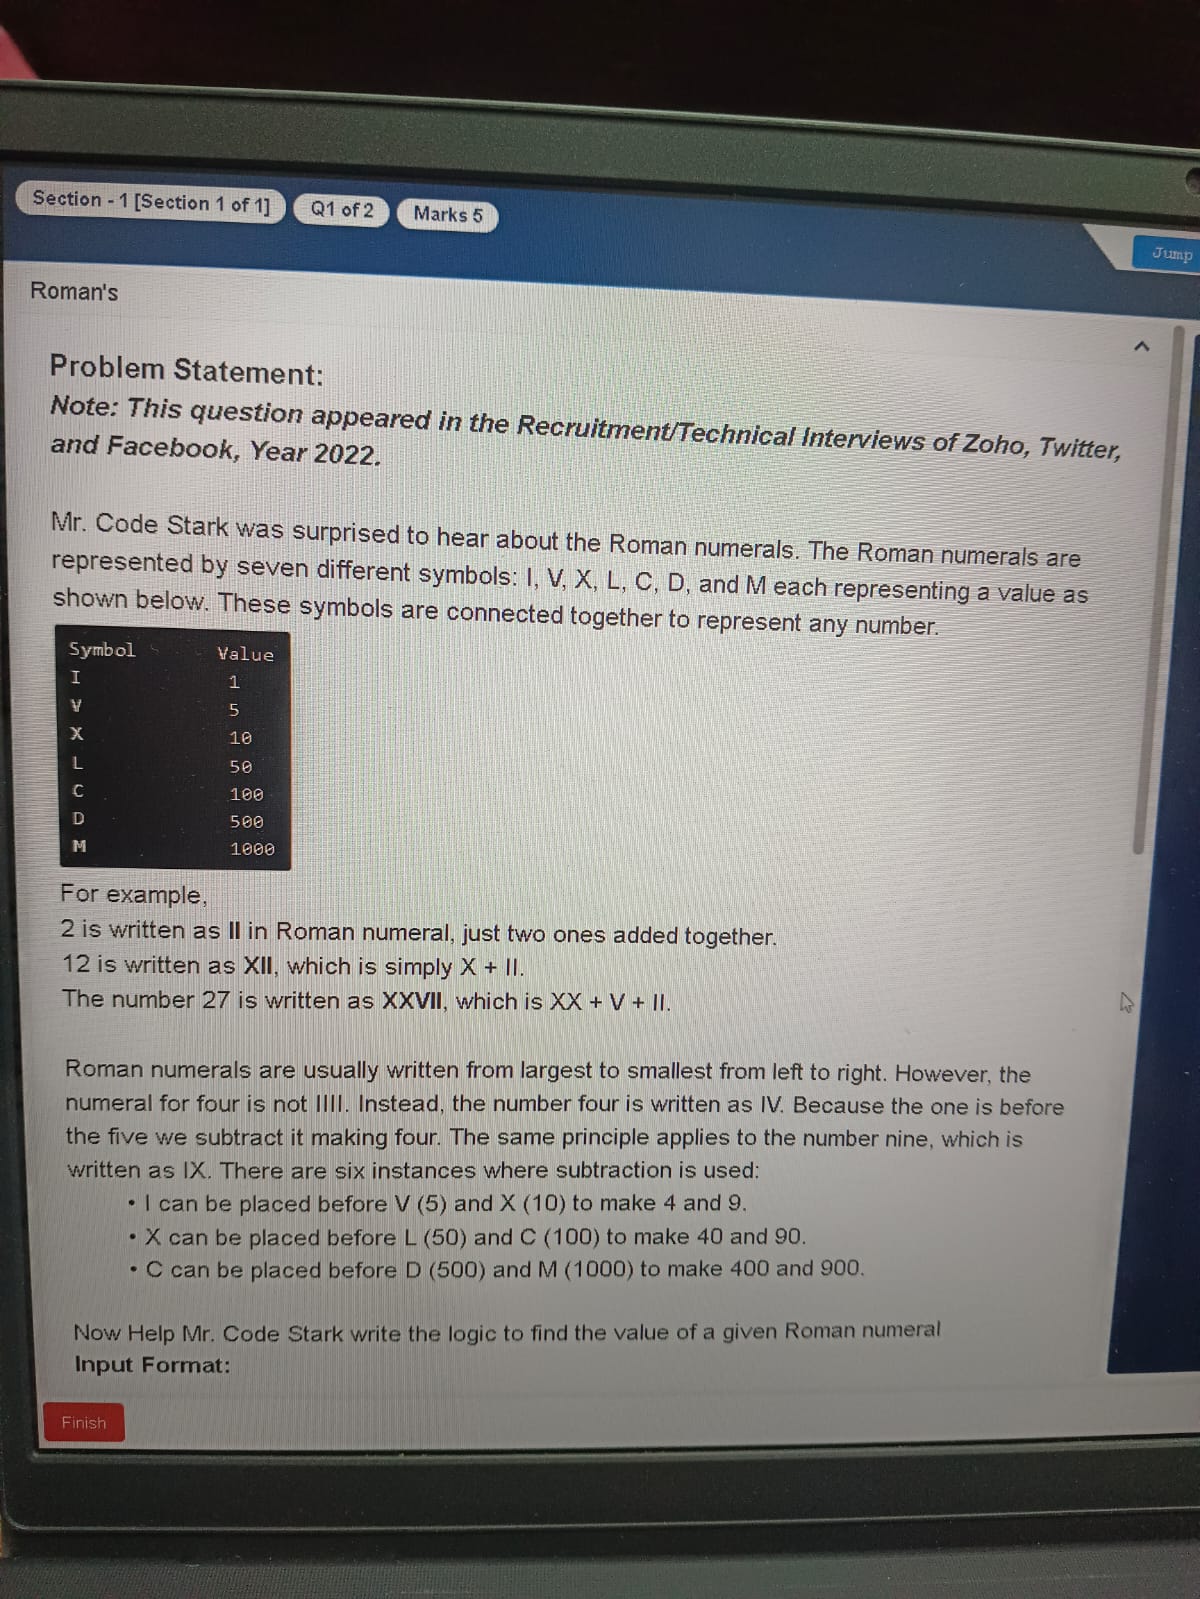 Section - 1 [Section 1 of 1] Q1 of 2 Marks 5
Jump
Roman's
Problem Statement:
Note: This question appeared in the Recruitment/Technical Interviews of Zoho, Twitter,
and Facebook, Year 2022.
Mr. Code Stark was surprised to hear about the Roman numerals. The Roman numerals are
represented by seven different symbols: I, V, X, L, C, D, and M each representing a value as
shown below. These symbols are connected together to represent any number.
Symbol Value
I 1
V 5
X 10
L 50
C 100
D 500
M 1000
For example,
2 is written as II in Roman numeral, just two ones added together.
12 is written as XII, which is simply X + II.
The number 27 is written as XXVII, which is XX + V + II.
Roman numerals are usually written from largest to smallest from left to right. However, the
numeral for four is not IIII. Instead, the number four is written as IV. Because the one is before
the five we subtract it making four. The same principle applies to the number nine, which is
written as IX. There are six instances where subtraction is used:
• I can be placed before V (5) and X (10) to make 4 and 9.
• X can be placed before L (50) and C (100) to make 40 and 90.
• C can be placed before D (500) and M (1000) to make 400 and 900.
Now Help Mr. Code Stark write the logic to find the value of a given Roman numeral
Input Format:
Finish